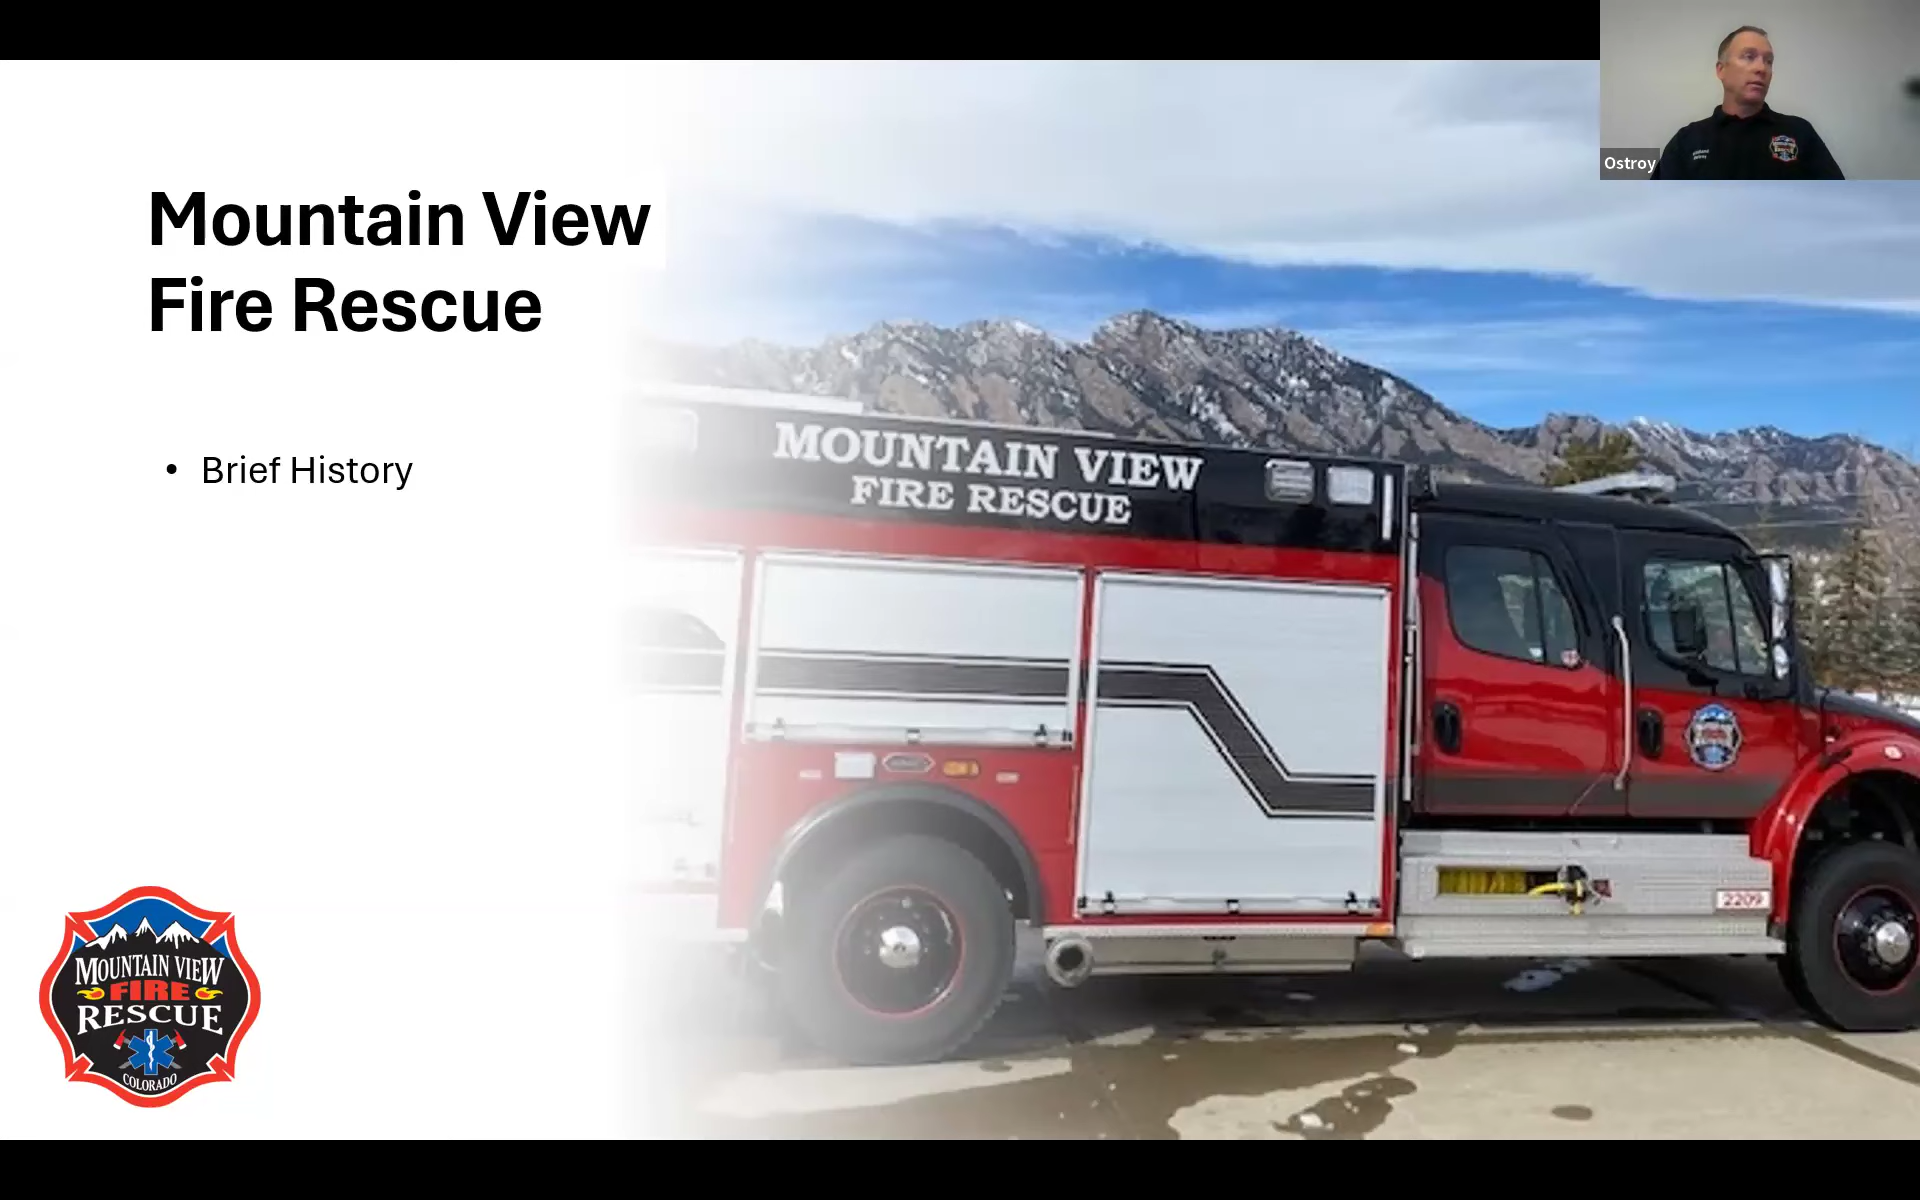 Ostroy
Mountain View
Fire Rescue
• Brief History
MOUNTAIN VIEW
FIRE RESCUE
2209
MOUNTAIN VIEW
FIRE
RESCUE
COLORADO